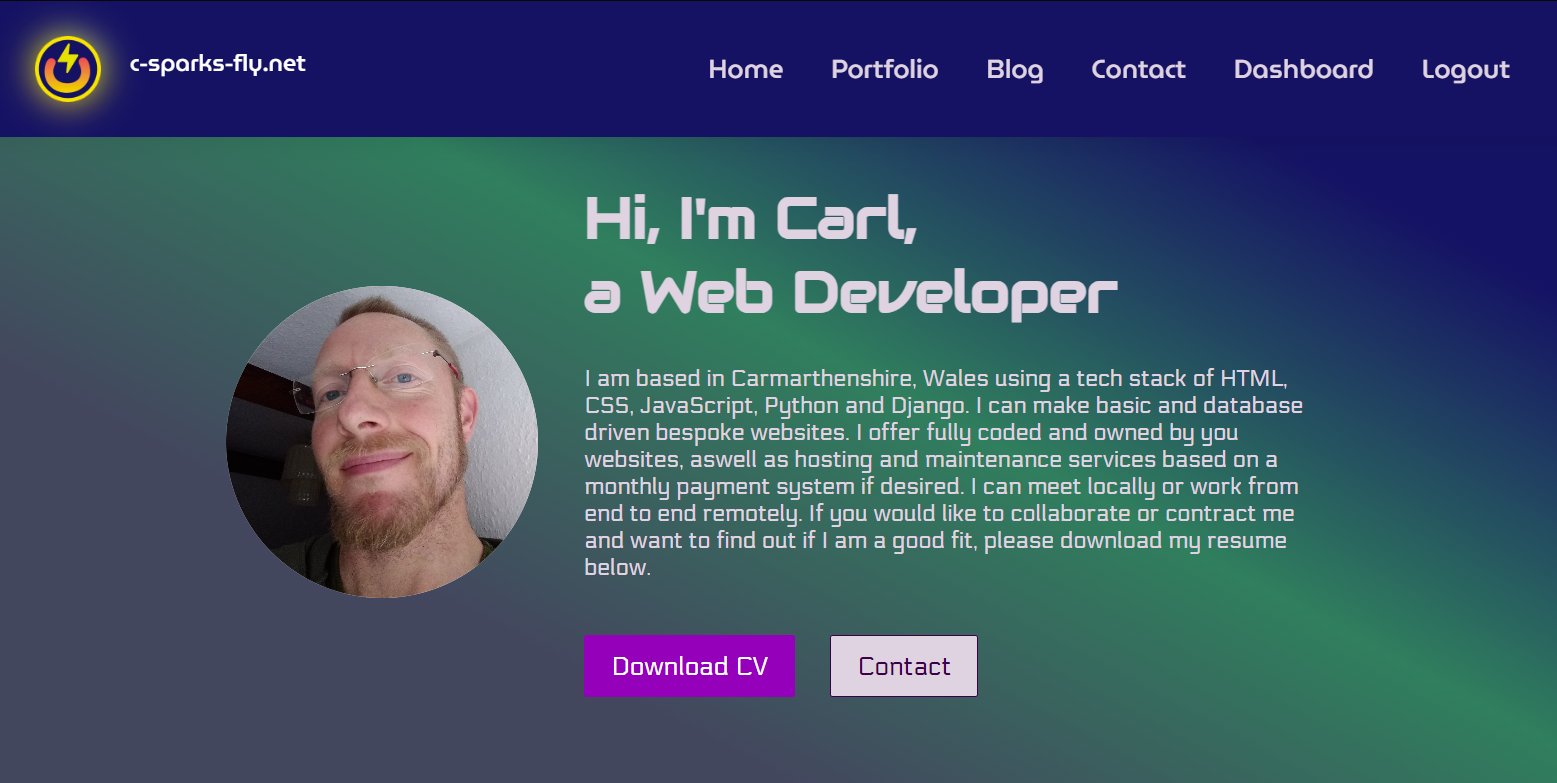 c-sparks-fly.net
Home Portfolio Blog Contact Dashboard Logout
Hi, I'm Carl,
a Web Developer
I am based in Carmarthenshire, Wales using a tech stack of HTML,
CSS, JavaScript, Python and Django. I can make basic and database
driven bespoke websites. I offer fully coded and owned by you
websites, aswell as hosting and maintenance services based on a
monthly payment system if desired. I can meet locally or work from
end to end remotely. If you would like to collaborate or contract me
and want to find out if I am a good fit, please download my resume
below.
Download CV Contact